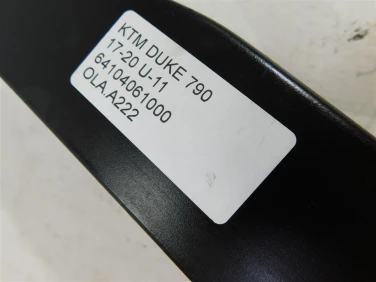 KTM DUKE 790
17-20 U-11
64104061000
OLA A222